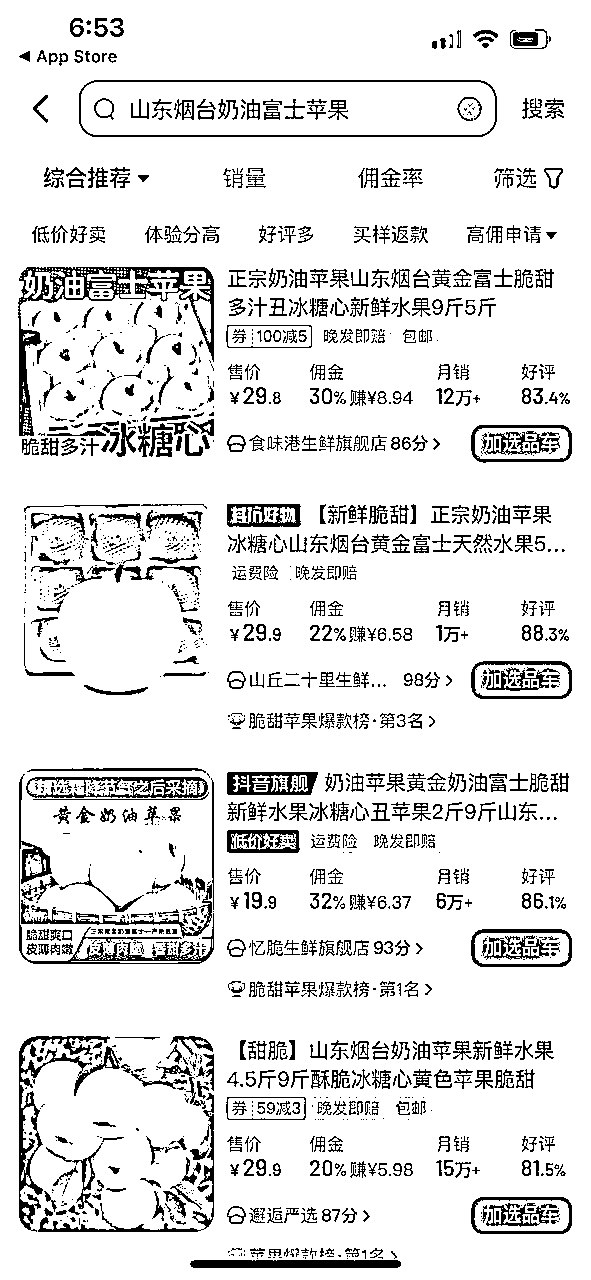 6:53
App Store
山东烟台奶油富士苹果
搜索
综合推荐 销量 佣金率 筛选
低价好卖 体验分高 好评多 买样返款 高佣申请
奶油富士苹果
脆甜多汁冰糖心
正宗奶油苹果山东烟台黄金富士脆甜
多汁丑冰糖心新鲜水果9斤5斤
券 100减5 晚发即赔 包邮
售价 佣金 月销 好评
¥29.8 30% 赚¥8.94 12万+ 83.4%
食味港生鲜旗舰店 86分
加选品车
【新鲜脆甜】正宗奶油苹果
冰糖心山东烟台黄金富士天然水果5...
运费险 晚发即赔
售价 佣金 月销 好评
¥29.9 22% 赚¥6.58 1万+ 88.3%
山丘二十里生鲜... 98分
加选品车
脆甜苹果爆款榜·第3名
黄金奶油苹果
脆甜爽口
皮薄肉嫩
抖音旗舰 奶油苹果黄金奶油富士脆甜
新鲜水果冰糖心丑苹果2斤9斤山东...
低价好卖 运费险 晚发即赔
售价 佣金 月销 好评
¥19.9 32% 赚¥6.37 6万+ 86.1%
忆脆生鲜旗舰店 93分
加选品车
脆甜苹果爆款榜·第1名
【甜脆】山东烟台奶油苹果新鲜水果
4.5斤9斤酥脆冰糖心黄色苹果脆甜
券 59减3 晚发即赔 包邮
售价 佣金 月销 好评
¥29.9 20% 赚¥5.98 15万+ 81.5%
邂逅严选 87分
加选品车
苹果爆款榜·第1名